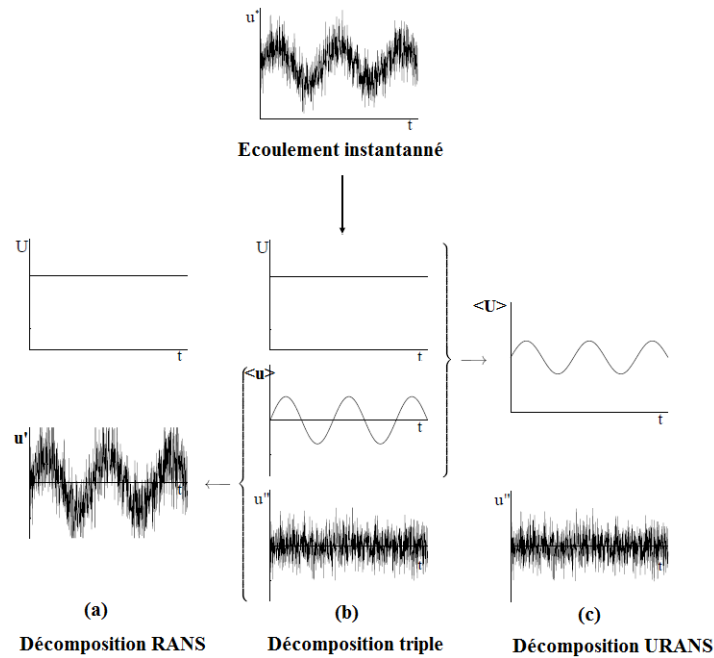 u*
t
Ecoulement instantanné
U
t
U
t
<U>
t
<u>
t
u'
t
u''
t
u''
t
(a)
(b)
(c)
Décomposition RANS
Décomposition triple
Décomposition URANS